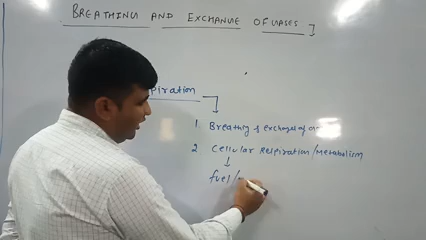 BREATHING AND EXCHANGE OF GASES ]
piration
1 Breathing & exchange of
2 Cellular Respiration/Metabolism
fuel/